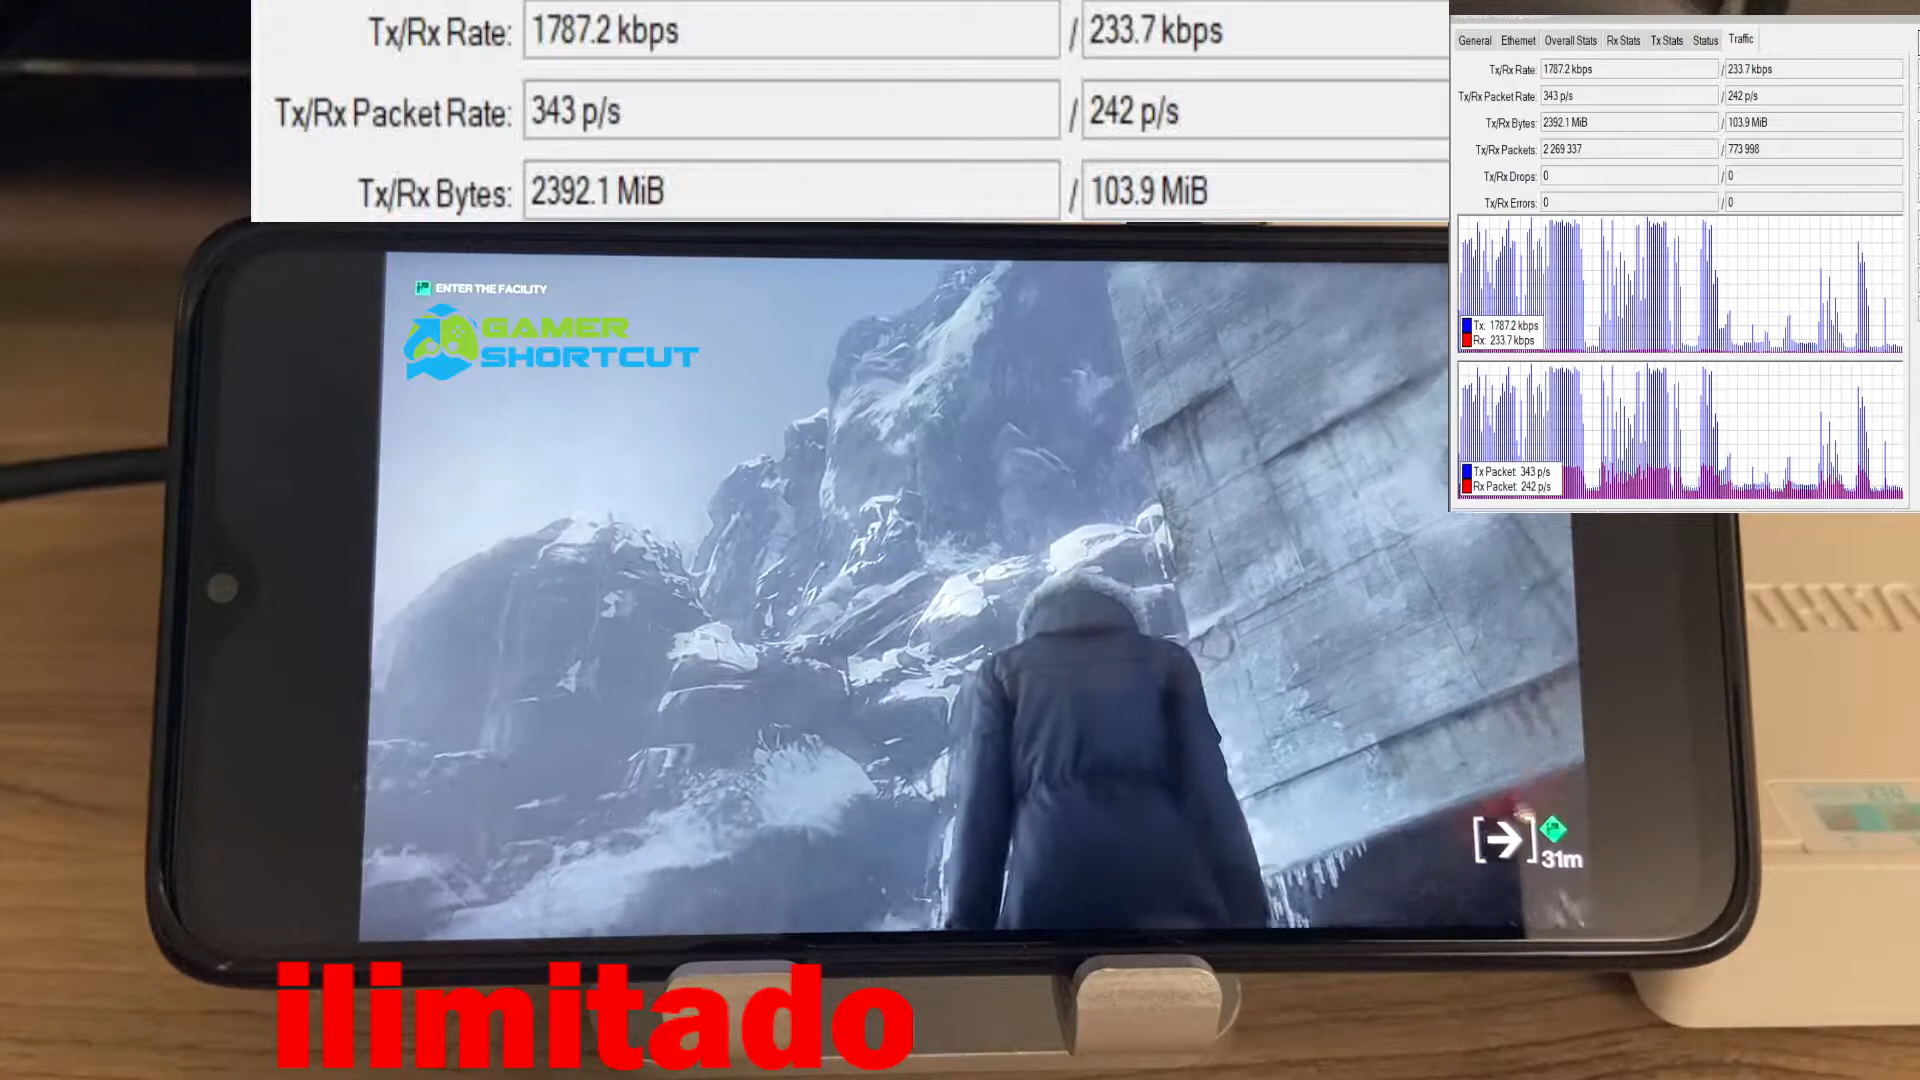 Tx/Rx Rate: 1787.2 kbps / 233.7 kbps
Tx/Rx Packet Rate: 343 p/s / 242 p/s
Tx/Rx Bytes: 2392.1 MiB / 103.9 MiB
General Ethernet Overall Stats Rx Stats Tx Stats Status Traffic
Tx/Rx Rate: 1787.2 kbps / 233.7 kbps
Tx/Rx Packet Rate: 343 p/s / 242 p/s
Tx/Rx Bytes: 2392.1 MiB / 103.9 MiB
Tx/Rx Packets: 2 269 337 / 773 998
Tx/Rx Drops: 0 / 0
Tx/Rx Errors: 0 / 0
Tx: 1787.2 kbps
Rx: 233.7 kbps
Tx Packet: 343 p/s
Rx Packet: 242 p/s
ENTER THE FACILITY
GAMER
SHORTCUT
31m
ilimitado